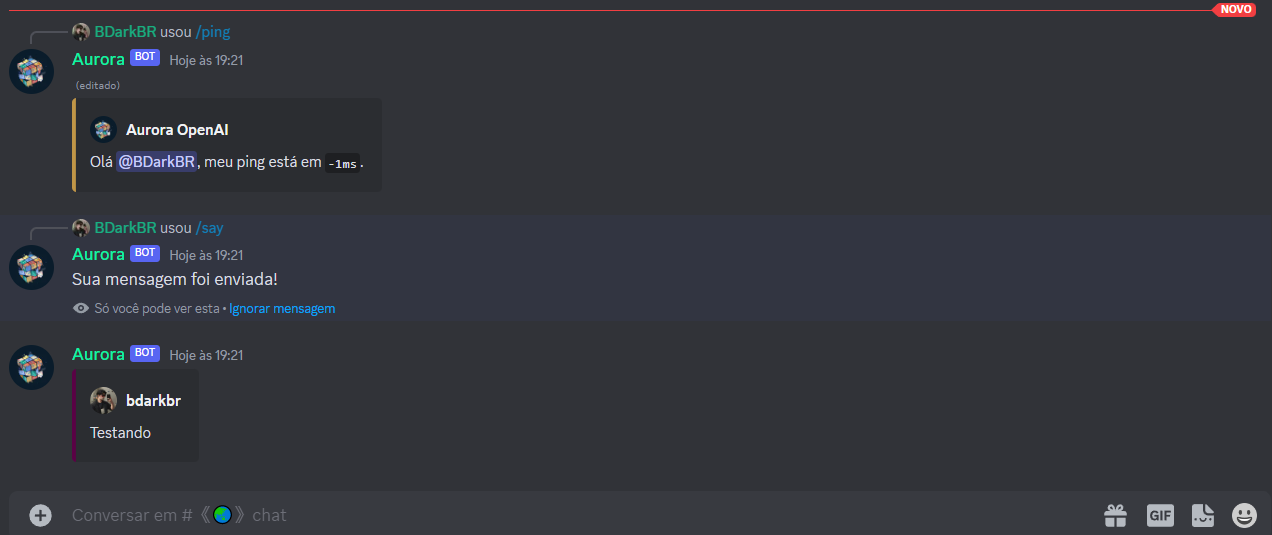 NOVO
BDarkBR usou /ping
Aurora BOT Hoje às 19:21
(editado)
Aurora OpenAI
Olá @BDarkBR, meu ping está em -1ms.
BDarkBR usou /say
Aurora BOT Hoje às 19:21
Sua mensagem foi enviada!
Só você pode ver esta • Ignorar mensagem
Aurora BOT Hoje às 19:21
bdarkbr
Testando
Conversar em # 《🌏》chat
GIF